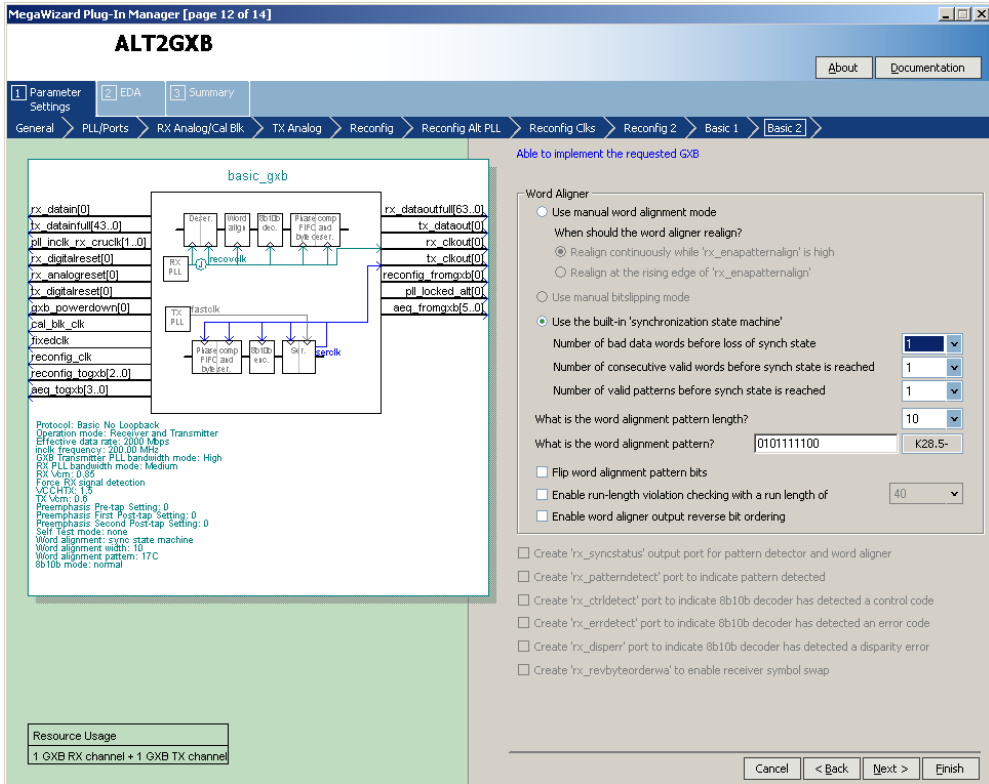 MegaWizard Plug-In Manager [page 12 of 14]
ALT2GXB
About
Documentation
1 Parameter Settings
2 EDA
3 Summary
General
PLL/Ports
RX Analog/Cal Blk
TX Analog
Reconfig
Reconfig Alt PLL
Reconfig Clks
Reconfig 2
Basic 1
Basic 2
basic_gxb
rx_datain[0]
tx_datainfull[43..0]
pll_inclk_rx_cruclk[1..0]
rx_digitalreset[0]
rx_analogreset[0]
tx_digitalreset[0]
gxb_powerdown[0]
cal_blk_clk
fixedclk
reconfig_clk
reconfig_togxb[2..0]
aeq_togxb[3..0]
Deser.
Word align
8b10b dec.
Phase comp FIFO and byte deser.
RX PLL
recovclk
TX PLL
fastclk
Phase comp FIFO and byte ser.
8b10b enc.
Ser.
serclk
rx_dataoutfull[63..0]
tx_dataout[0]
rx_clkout[0]
tx_clkout[0]
reconfig_fromgxb[0]
pll_locked_alt[0]
aeq_fromgxb[5..0]
Protocol: Basic No Loopback
Operation mode: Receiver and Transmitter
Effective data rate: 2000 Mbps
inclk frequency: 200.00 MHz
GXB Transmitter PLL bandwidth mode: High
RX PLL bandwidth mode: Medium
RX Vcm: 0.85
Force RX signal detection
VCCHTX: 1.5
TX Vcm: 0.6
Preemphasis Pre-tap Setting: 0
Preemphasis First Post-tap Setting: 0
Preemphasis Second Post-tap Setting: 0
Self Test mode: none
Word alignment: sync state machine
Word alignment width: 10
Word alignment pattern: 17C
8b10b mode: normal
Resource Usage
1 GXB RX channel + 1 GXB TX channel
Able to implement the requested GXB
Word Aligner
Use manual word alignment mode
When should the word aligner realign?
Realign continuously while 'rx_enapatternalign' is high
Realign at the rising edge of 'rx_enapatternalign'
Use manual bitslipping mode
Use the built-in 'synchronization state machine'
Number of bad data words before loss of synch state 1
Number of consecutive valid words before synch state is reached 1
Number of valid patterns before synch state is reached 1
What is the word alignment pattern length? 10
What is the word alignment pattern? 0101111100 K28.5-
Flip word alignment pattern bits
Enable run-length violation checking with a run length of 40
Enable word aligner output reverse bit ordering
Create 'rx_syncstatus' output port for pattern detector and word aligner
Create 'rx_patterndetect' port to indicate pattern detected
Create 'rx_ctrldetect' port to indicate 8b10b decoder has detected a control code
Create 'rx_errdetect' port to indicate 8b10b decoder has detected an error code
Create 'rx_disperr' port to indicate 8b10b decoder has detected a disparity error
Create 'rx_revbyteorderwa' to enable receiver symbol swap
Cancel
< Back
Next >
Finish